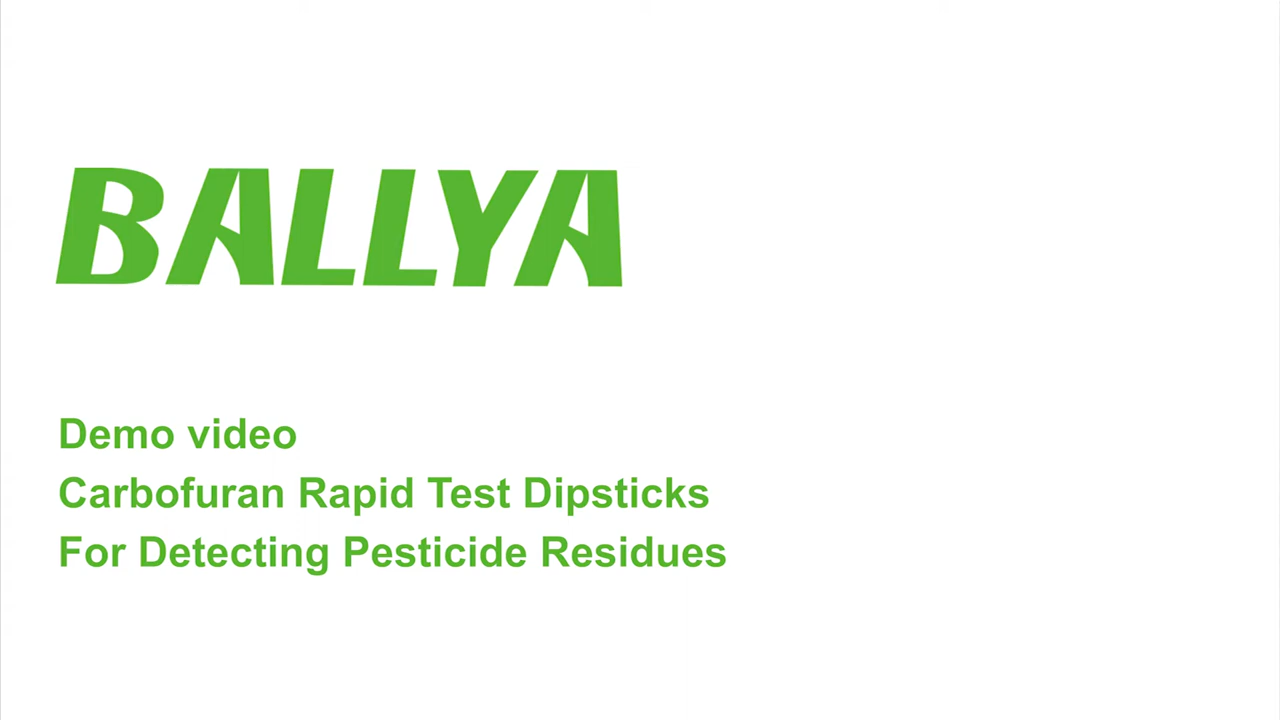 BALLYA
Demo video
Carbofuran Rapid Test Dipsticks
For Detecting Pesticide Residues